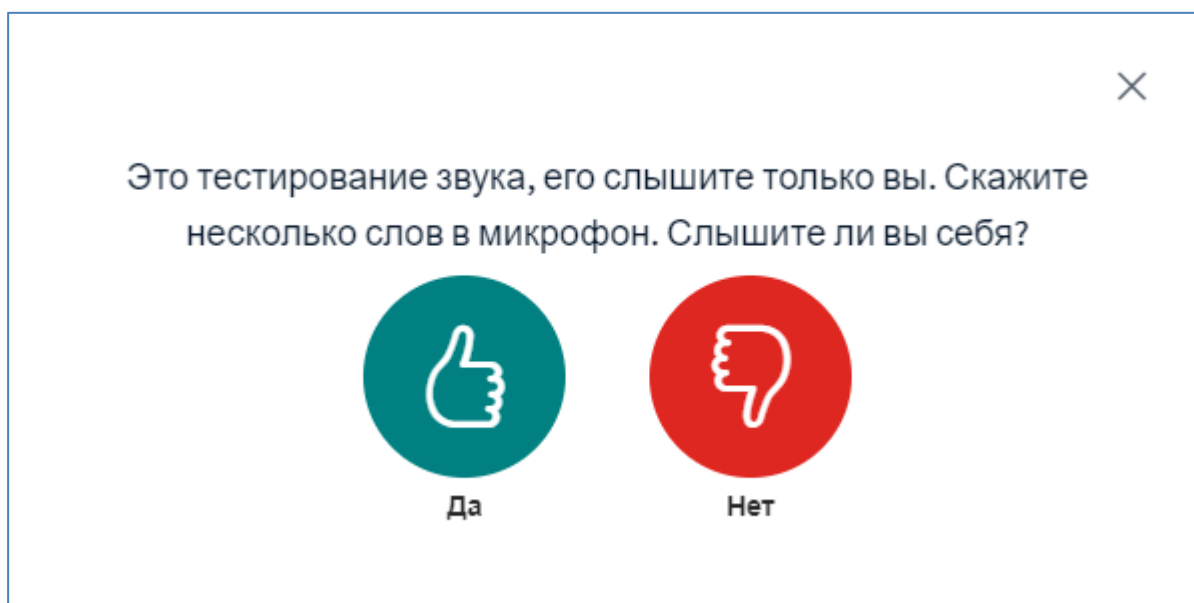 Это тестирование звука, его слышите только вы. Скажите
несколько слов в микрофон. Слышите ли вы себя?
Да
Нет